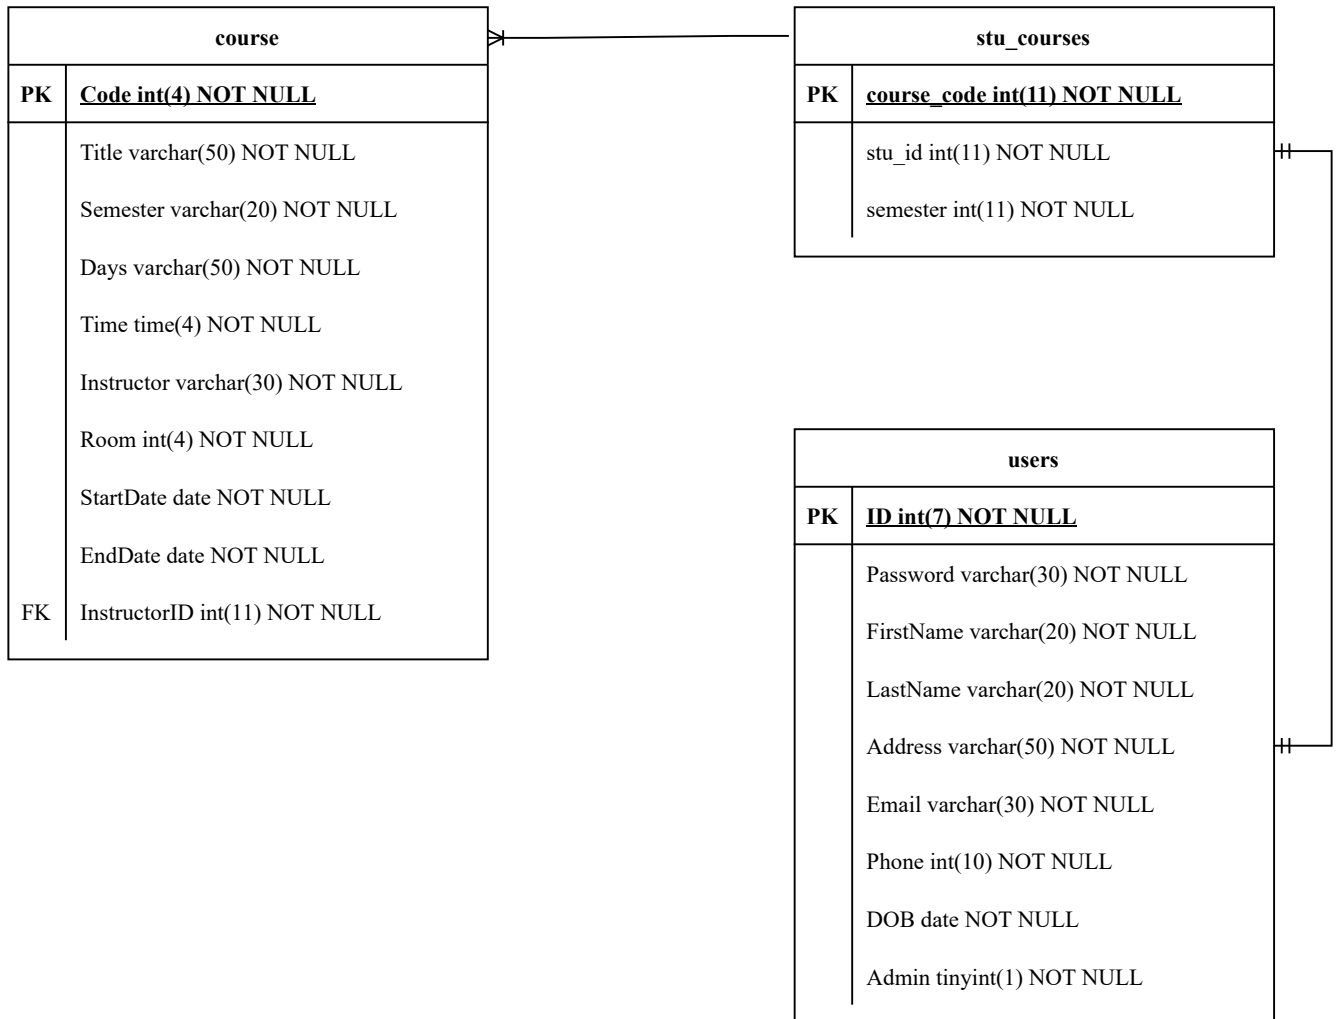 course
PK Code int(4) NOT NULL
Title varchar(50) NOT NULL
Semester varchar(20) NOT NULL
Days varchar(50) NOT NULL
Time time(4) NOT NULL
Instructor varchar(30) NOT NULL
Room int(4) NOT NULL
StartDate date NOT NULL
EndDate date NOT NULL
FK InstructorID int(11) NOT NULL
stu_courses
PK course_code int(11) NOT NULL
stu_id int(11) NOT NULL
semester int(11) NOT NULL
users
PK ID int(7) NOT NULL
Password varchar(30) NOT NULL
FirstName varchar(20) NOT NULL
LastName varchar(20) NOT NULL
Address varchar(50) NOT NULL
Email varchar(30) NOT NULL
Phone int(10) NOT NULL
DOB date NOT NULL
Admin tinyint(1) NOT NULL